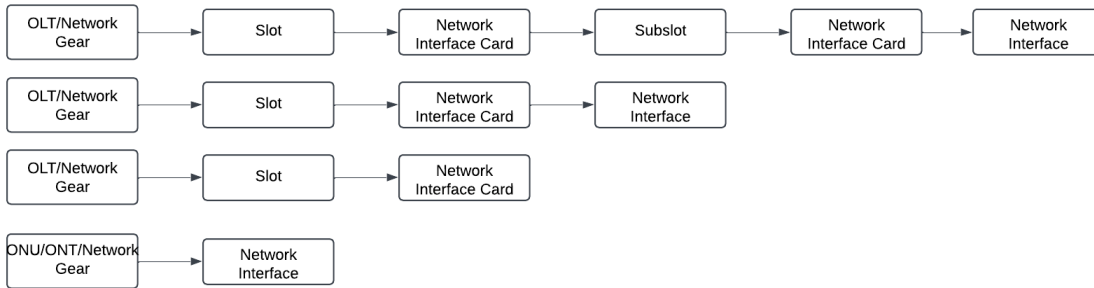 OLT/Network
Gear
Slot
Network
Interface Card
Subslot
Network
Interface Card
Network
Interface
OLT/Network
Gear
Slot
Network
Interface Card
Network
Interface
OLT/Network
Gear
Slot
Network
Interface Card
ONU/ONT/Network
Gear
Network
Interface